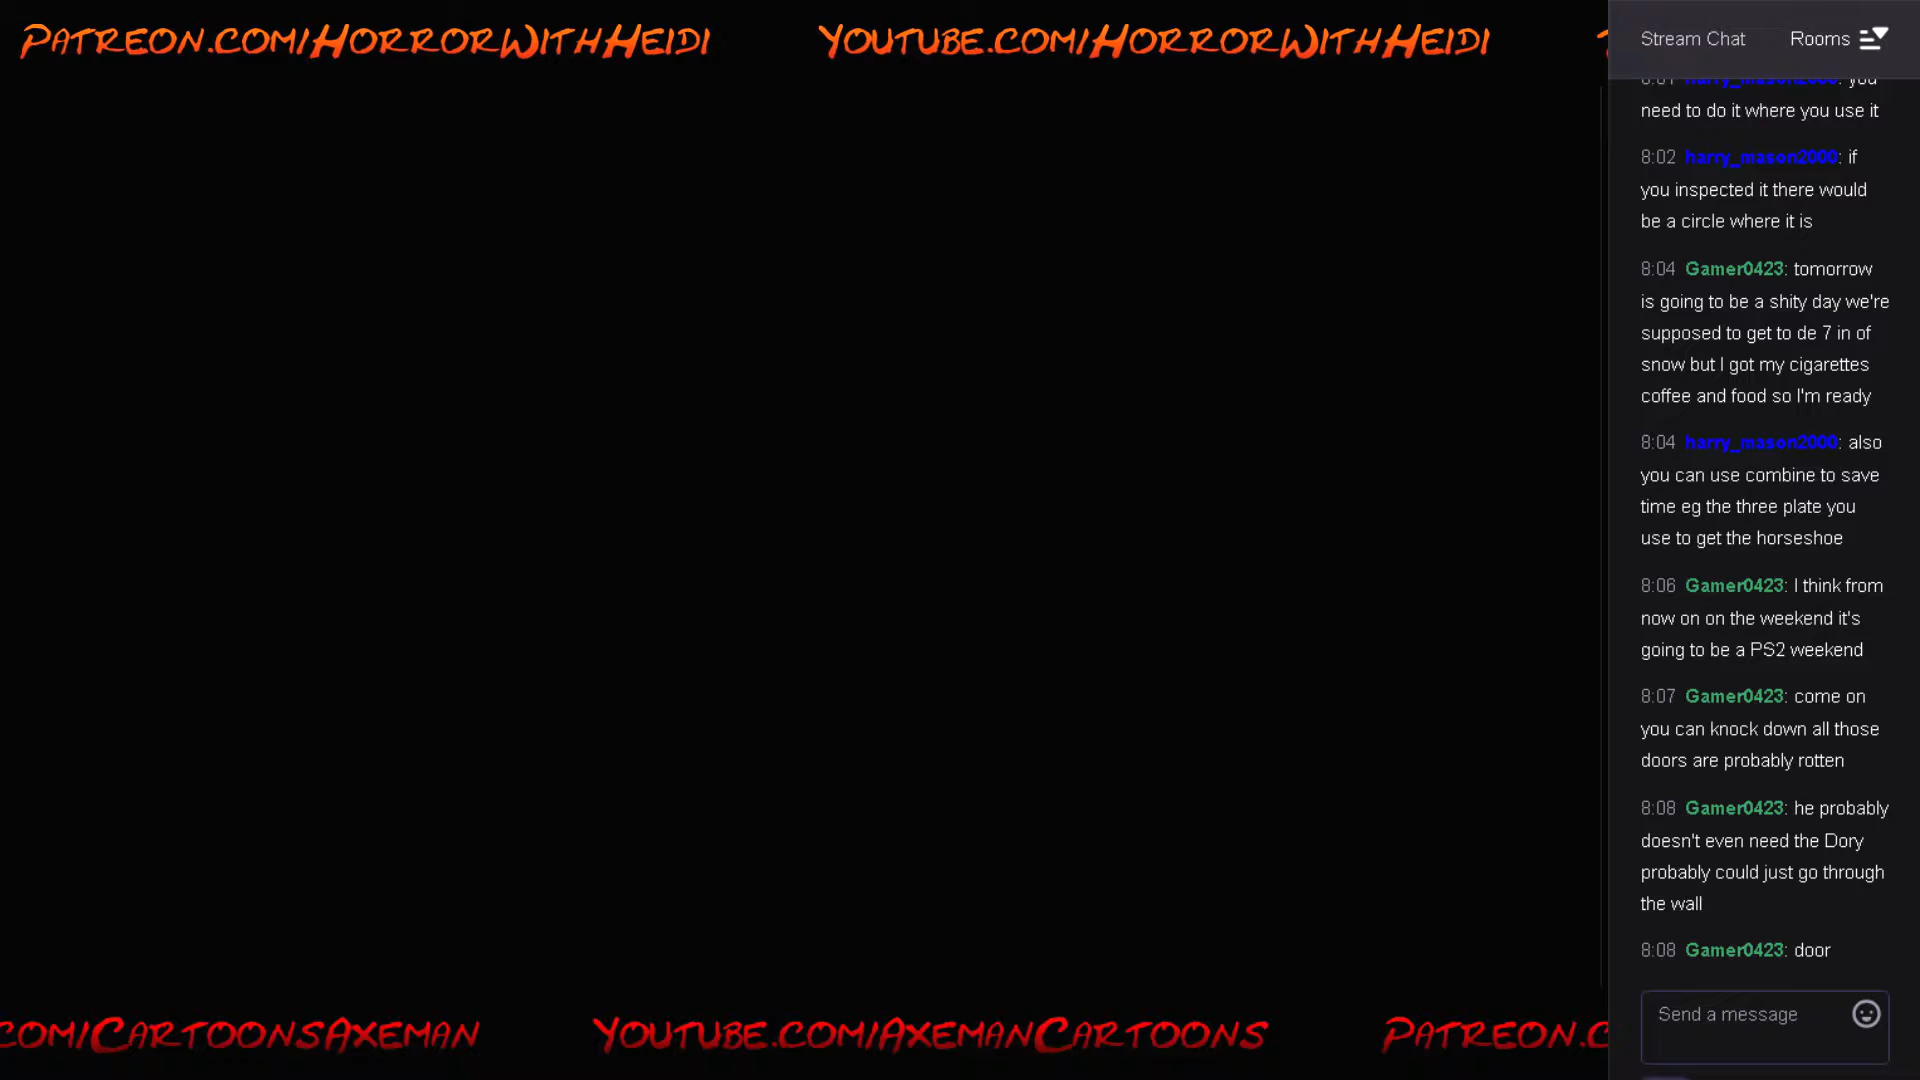 PATREON.COM/HORRORWITHHEIDI YOUTUBE.COM/HORRORWITHHEIDI
Stream Chat Rooms
8:01 harry_mason2000: you
need to do it where you use it
8:02 harry_mason2000: if
you inspected it there would
be a circle where it is
8:04 Gamer0423: tomorrow
is going to be a shity day we're
supposed to get to de 7 in of
snow but I got my cigarettes
coffee and food so I'm ready
8:04 harry_mason2000: also
you can use combine to save
time eg the three plate you
use to get the horseshoe
8:06 Gamer0423: I think from
now on on the weekend it's
going to be a PS2 weekend
8:07 Gamer0423: come on
you can knock down all those
doors are probably rotten
8:08 Gamer0423: he probably
doesn't even need the Dory
probably could just go through
the wall
8:08 Gamer0423: door
Send a message
COM/CARTOONSAXEMAN YOUTUBE.COM/AXEMANCARTOONS PATREON.C